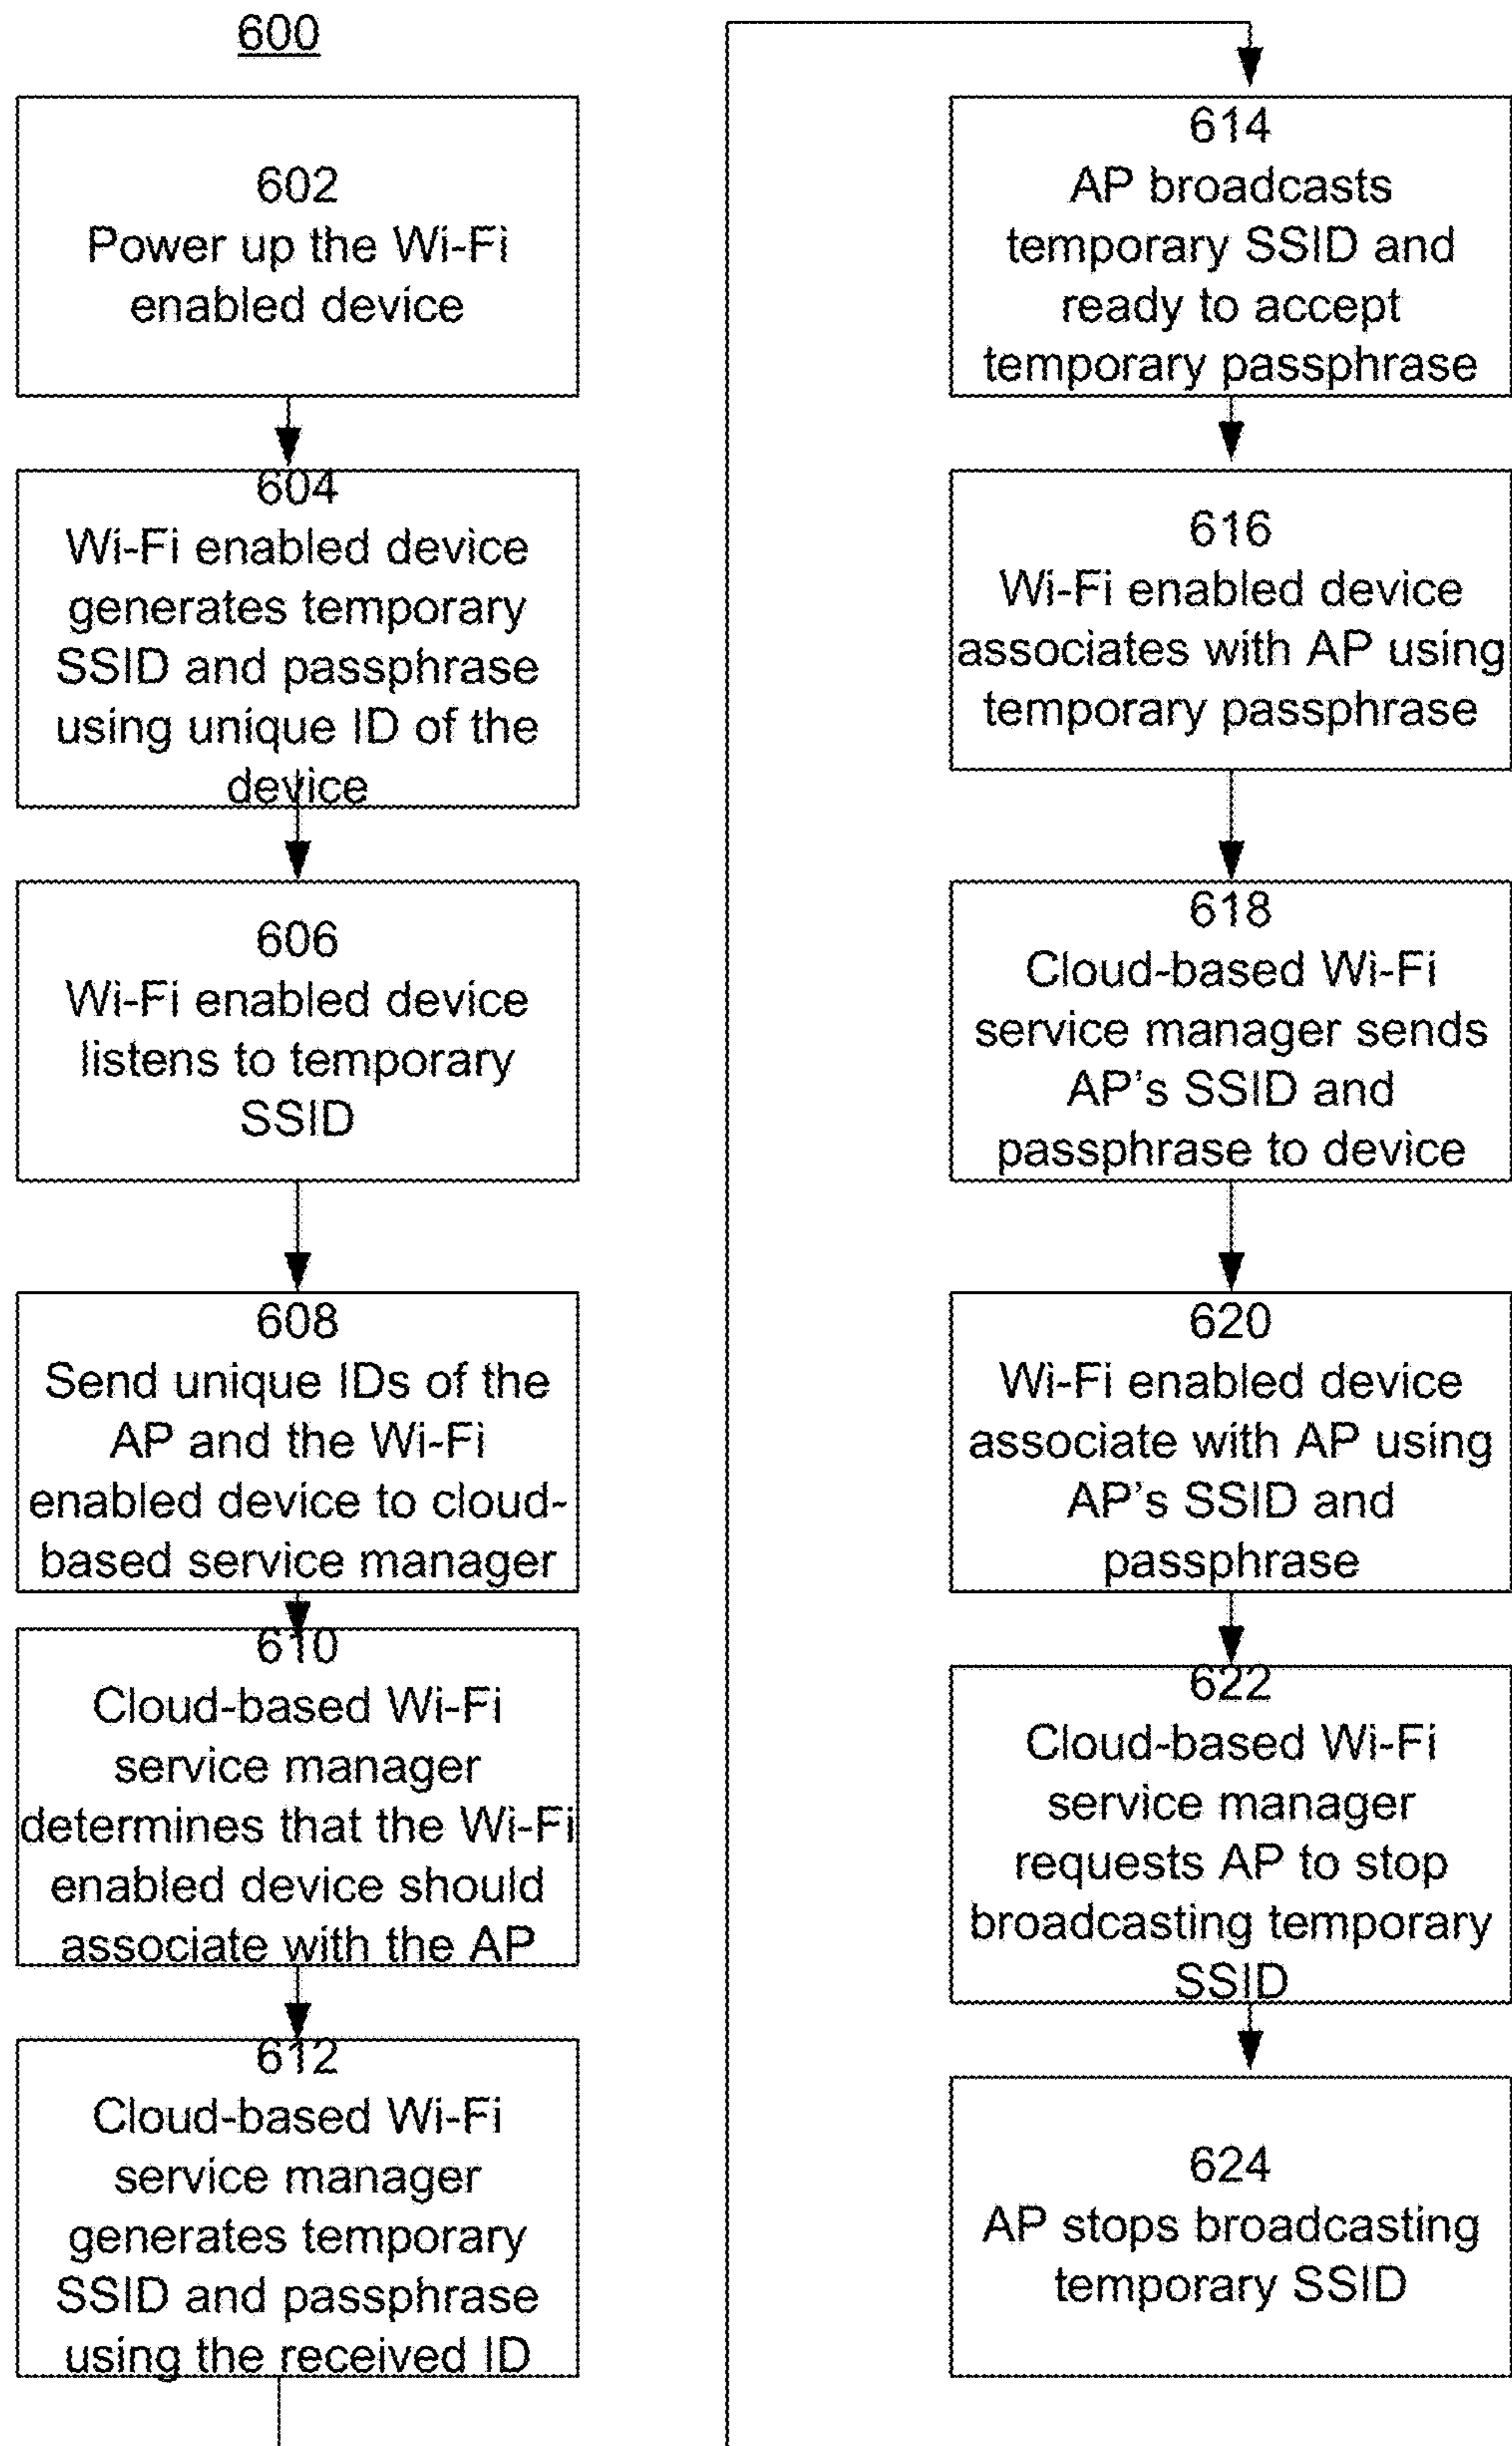 600
602
Power up the Wi-Fi
enabled device
604
Wi-Fi enabled device
generates temporary
SSID and passphrase
using unique ID of the
device
606
Wi-Fi enabled device
listens to temporary
SSID
608
Send unique IDs of the
AP and the Wi-Fi
enabled device to cloud-
based service manager
610
Cloud-based Wi-Fi
service manager
determines that the Wi-Fi
enabled device should
associate with the AP
612
Cloud-based Wi-Fi
service manager
generates temporary
SSID and passphrase
using the received ID
614
AP broadcasts
temporary SSID and
ready to accept
temporary passphrase
616
Wi-Fi enabled device
associates with AP using
temporary passphrase
618
Cloud-based Wi-Fi
service manager sends
AP's SSID and
passphrase to device
620
Wi-Fi enabled device
associate with AP using
AP's SSID and
passphrase
622
Cloud-based Wi-Fi
service manager
requests AP to stop
broadcasting temporary
SSID
624
AP stops broadcasting
temporary SSID